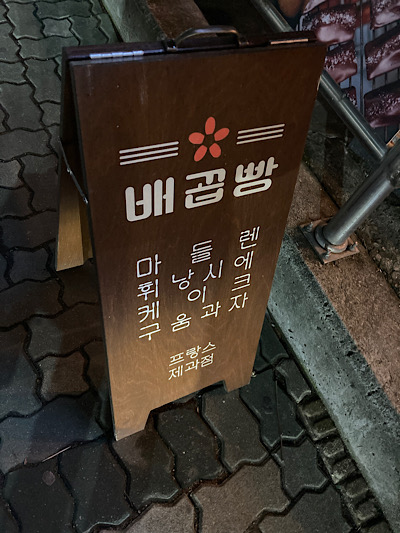 배곱빵
마들렌
휘낭시에
케이크
구움과자
프랑스
제과점